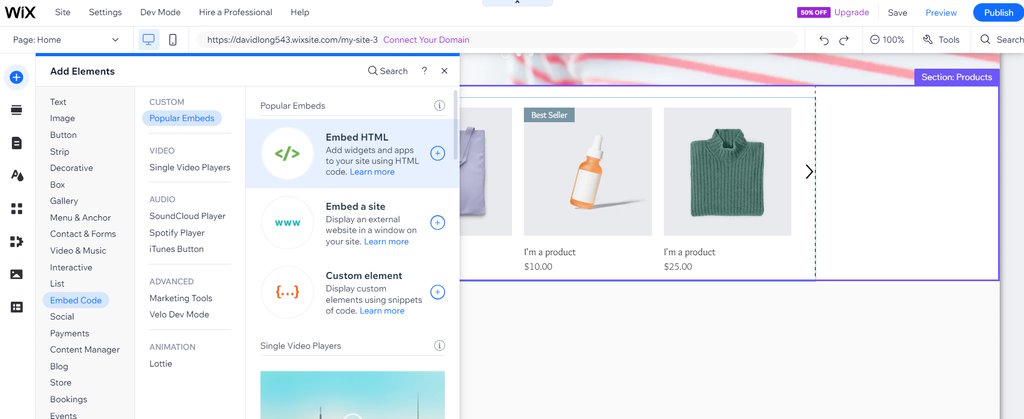 WiX Site Settings Dev Mode Hire a Professional Help 50% OFF Upgrade Save Preview Publish
Page: Home https://davidlong543.wixsite.com/my-site-3 Connect Your Domain 100% Tools Search
Add Elements Search ?
Section: Products
Text
Image
Button
Strip
Decorative
Box
Gallery
Menu & Anchor
Contact & Forms
Video & Music
Interactive
List
Embed Code
Social
Payments
Content Manager
Blog
Store
Bookings
Events
CUSTOM
Popular Embeds
VIDEO
Single Video Players
AUDIO
SoundCloud Player
Spotify Player
iTunes Button
ADVANCED
Marketing Tools
Velo Dev Mode
ANIMATION
Lottie
Popular Embeds
</>
Embed HTML
Add widgets and apps
to your site using HTML
code. Learn more
www
Embed a site
Display an external
website in a window on
your site. Learn more
{...}
Custom element
Display custom
elements using snippets
of code. Learn more
Single Video Players
Best Seller
I'm a product
$10.00
I'm a product
$25.00